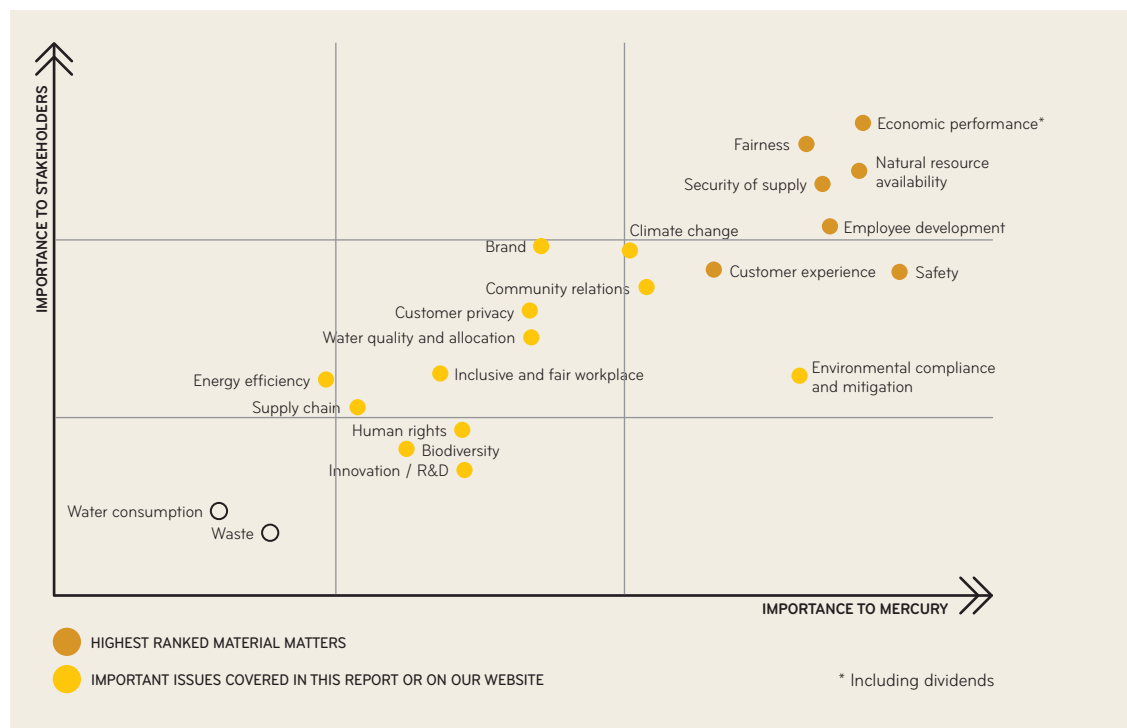 IMPORTANCE TO STAKEHOLDERS
Economic performance*
Fairness
Natural resource
availability
Security of supply
Employee development
Climate change
Brand
Customer experience
Safety
Community relations
Customer privacy
Water quality and allocation
Environmental compliance
and mitigation
Inclusive and fair workplace
Energy efficiency
Supply chain
Human rights
Biodiversity
Innovation / R&D
Water consumption
Waste
IMPORTANCE TO MERCURY
HIGHEST RANKED MATERIAL MATTERS
IMPORTANT ISSUES COVERED IN THIS REPORT OR ON OUR WEBSITE
* Including dividends